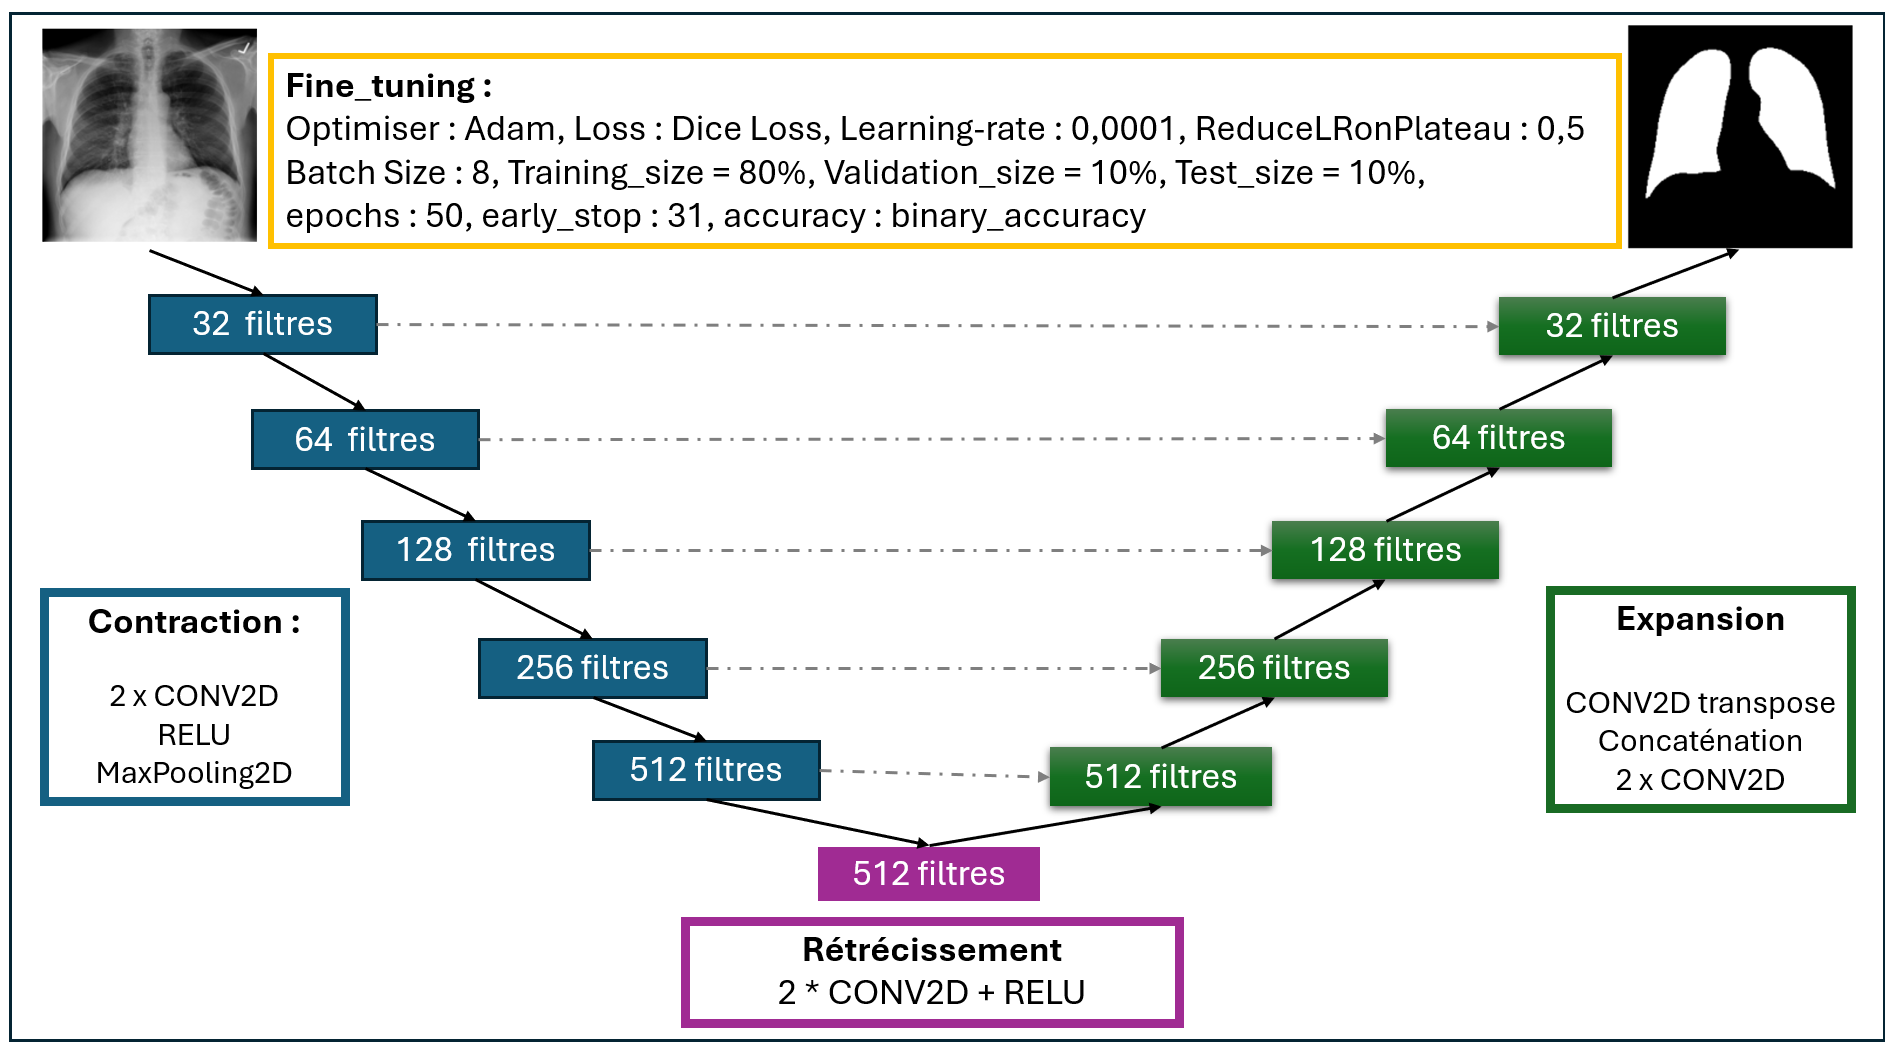 Fine_tuning :
Optimiser : Adam, Loss : Dice Loss, Learning-rate : 0,0001, ReduceLRonPlateau : 0,5
Batch Size : 8, Training_size = 80%, Validation_size = 10%, Test_size = 10%,
epochs : 50, early_stop : 31, accuracy : binary_accuracy
32 filtres
32 filtres
64 filtres
64 filtres
128 filtres
128 filtres
256 filtres
256 filtres
512 filtres
512 filtres
512 filtres
Contraction :
2 x CONV2D
RELU
MaxPooling2D
Expansion
CONV2D transpose
Concaténation
2 x CONV2D
Rétrécissement
2 * CONV2D + RELU